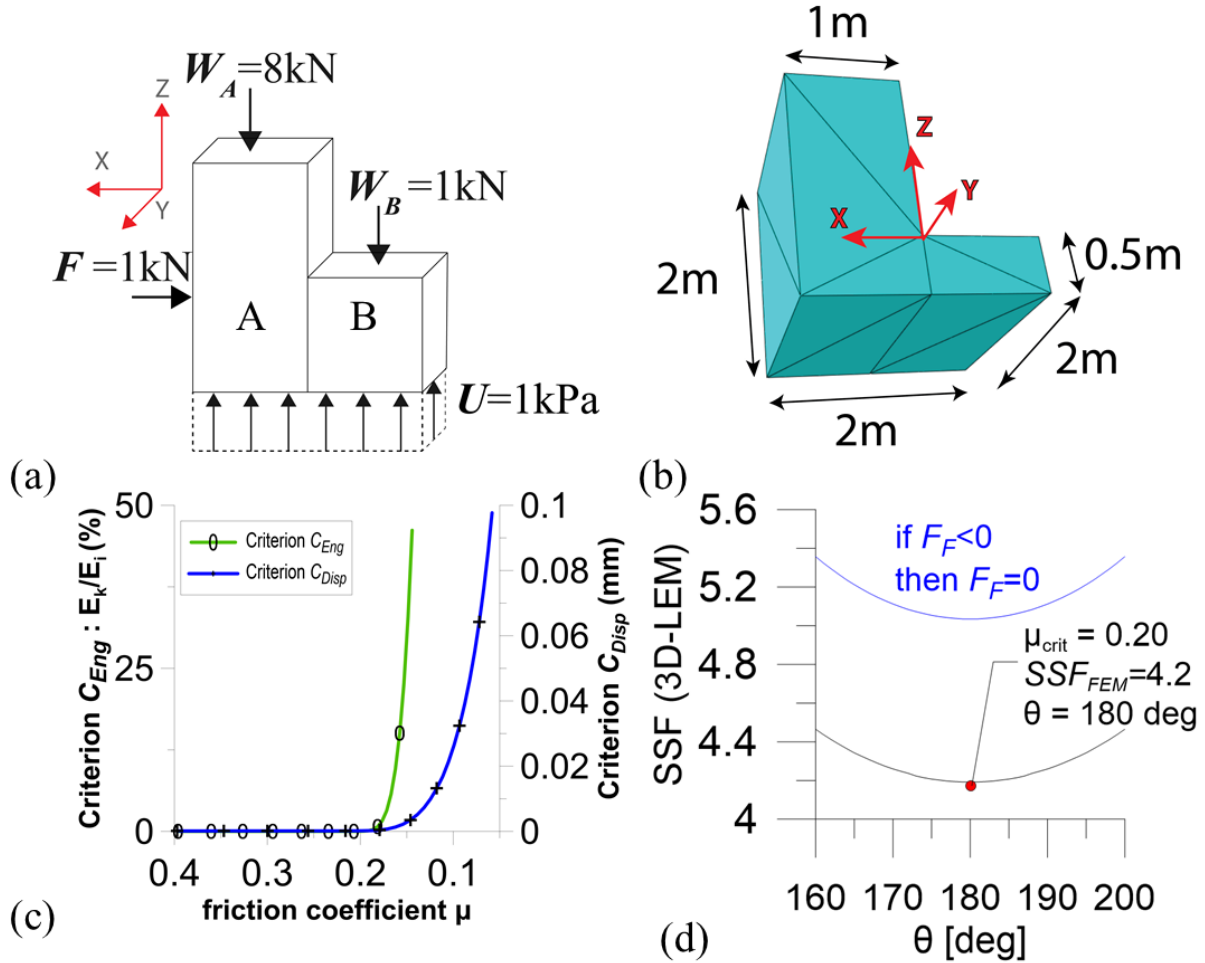 W_A=8kN
Z
X
Y
W_B=1kN
F=1kN
A
B
U=1kPa
(a)
1m
Z
Y
X
0.5m
2m
2m
2m
(b)
Criterion C_Eng : E_k/E_i (%)
50
25
0
Criterion C_Eng
Criterion C_Disp
0.1
0.08
0.06
0.04
0.02
0
Criterion C_Disp (mm)
0.4
0.3
0.2
0.1
friction coefficient μ
(c)
SSF (3D-LEM)
5.6
5.2
4.8
4.4
4
if F_F<0
then F_F=0
μ_crit = 0.20
SSF_FEM=4.2
θ = 180 deg
160
170
180
190
200
θ [deg]
(d)